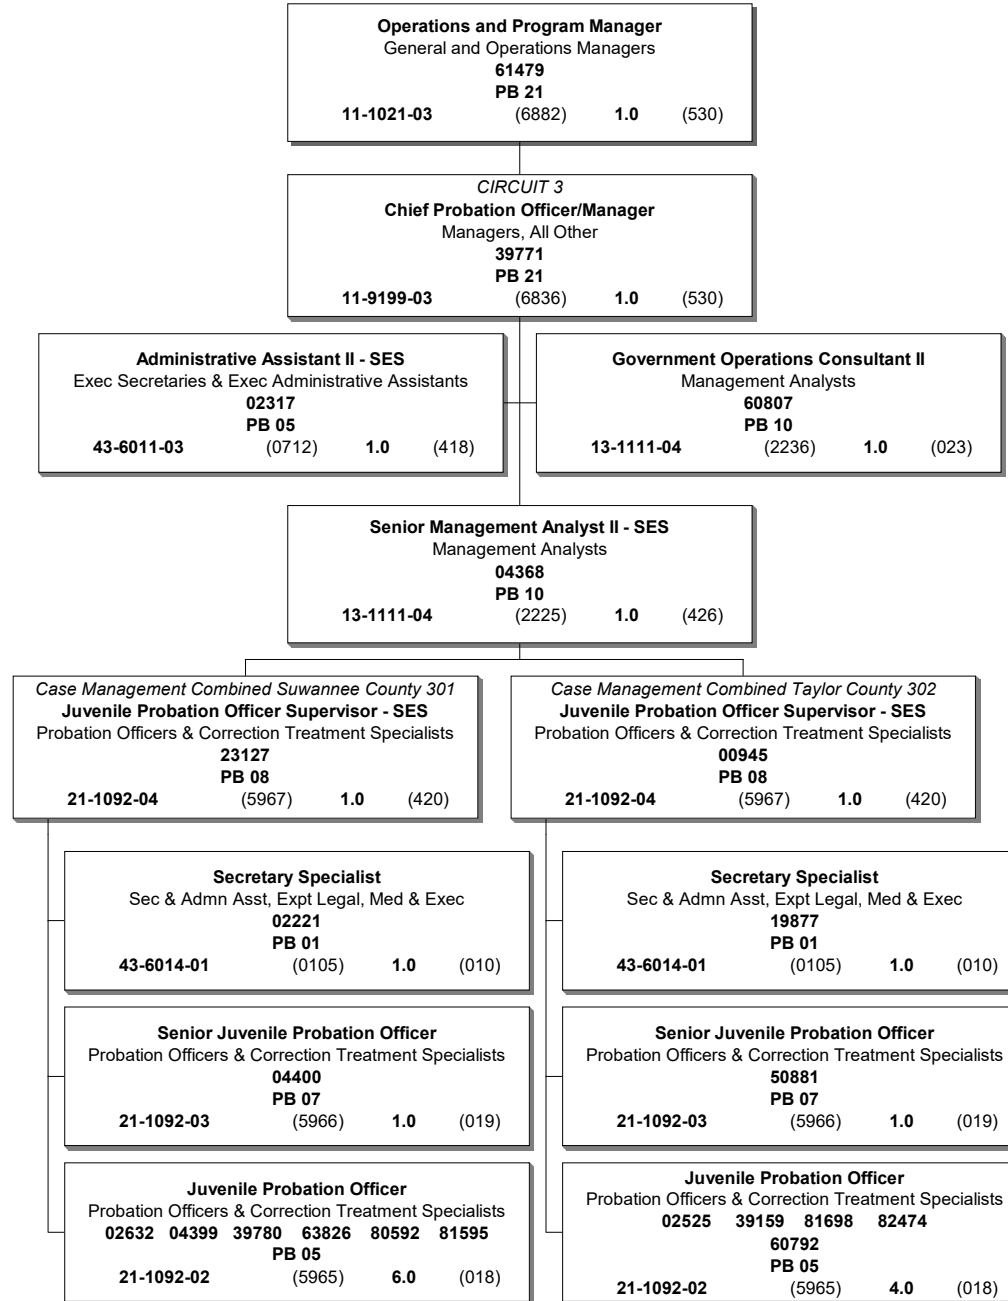 Operations and Program Manager
General and Operations Managers
61479
PB 21
11-1021-03 (6882) 1.0 (530)
CIRCUIT 3
Chief Probation Officer/Manager
Managers, All Other
39771
PB 21
11-9199-03 (6836) 1.0 (530)
Administrative Assistant II - SES
Exec Secretaries & Exec Administrative Assistants
02317
PB 05
43-6011-03 (0712) 1.0 (418)
Government Operations Consultant II
Management Analysts
60807
PB 10
13-1111-04 (2236) 1.0 (023)
Senior Management Analyst II - SES
Management Analysts
04368
PB 10
13-1111-04 (2225) 1.0 (426)
Case Management Combined Suwannee County 301
Juvenile Probation Officer Supervisor - SES
Probation Officers & Correction Treatment Specialists
23127
PB 08
21-1092-04 (5967) 1.0 (420)
Secretary Specialist
Sec & Admn Asst, Expt Legal, Med & Exec
02221
PB 01
43-6014-01 (0105) 1.0 (010)
Senior Juvenile Probation Officer
Probation Officers & Correction Treatment Specialists
04400
PB 07
21-1092-03 (5966) 1.0 (019)
Juvenile Probation Officer
Probation Officers & Correction Treatment Specialists
02632 04399 39780 63826 80592 81595
PB 05
21-1092-02 (5965) 6.0 (018)
Case Management Combined Taylor County 302
Juvenile Probation Officer Supervisor - SES
Probation Officers & Correction Treatment Specialists
00945
PB 08
21-1092-04 (5967) 1.0 (420)
Secretary Specialist
Sec & Admn Asst, Expt Legal, Med & Exec
19877
PB 01
43-6014-01 (0105) 1.0 (010)
Senior Juvenile Probation Officer
Probation Officers & Correction Treatment Specialists
50881
PB 07
21-1092-03 (5966) 1.0 (019)
Juvenile Probation Officer
Probation Officers & Correction Treatment Specialists
02525 39159 81698 82474
60792
PB 05
21-1092-02 (5965) 4.0 (018)